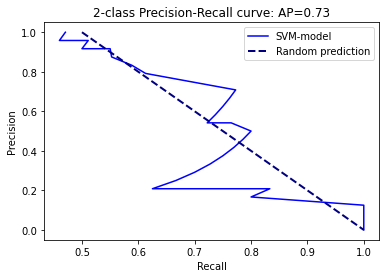 2-class Precision-Recall curve: AP=0.73
SVM-model
Random prediction
Precision
1.0
0.8
0.6
0.4
0.2
0.0
0.5
0.6
0.7
0.8
0.9
1.0
Recall